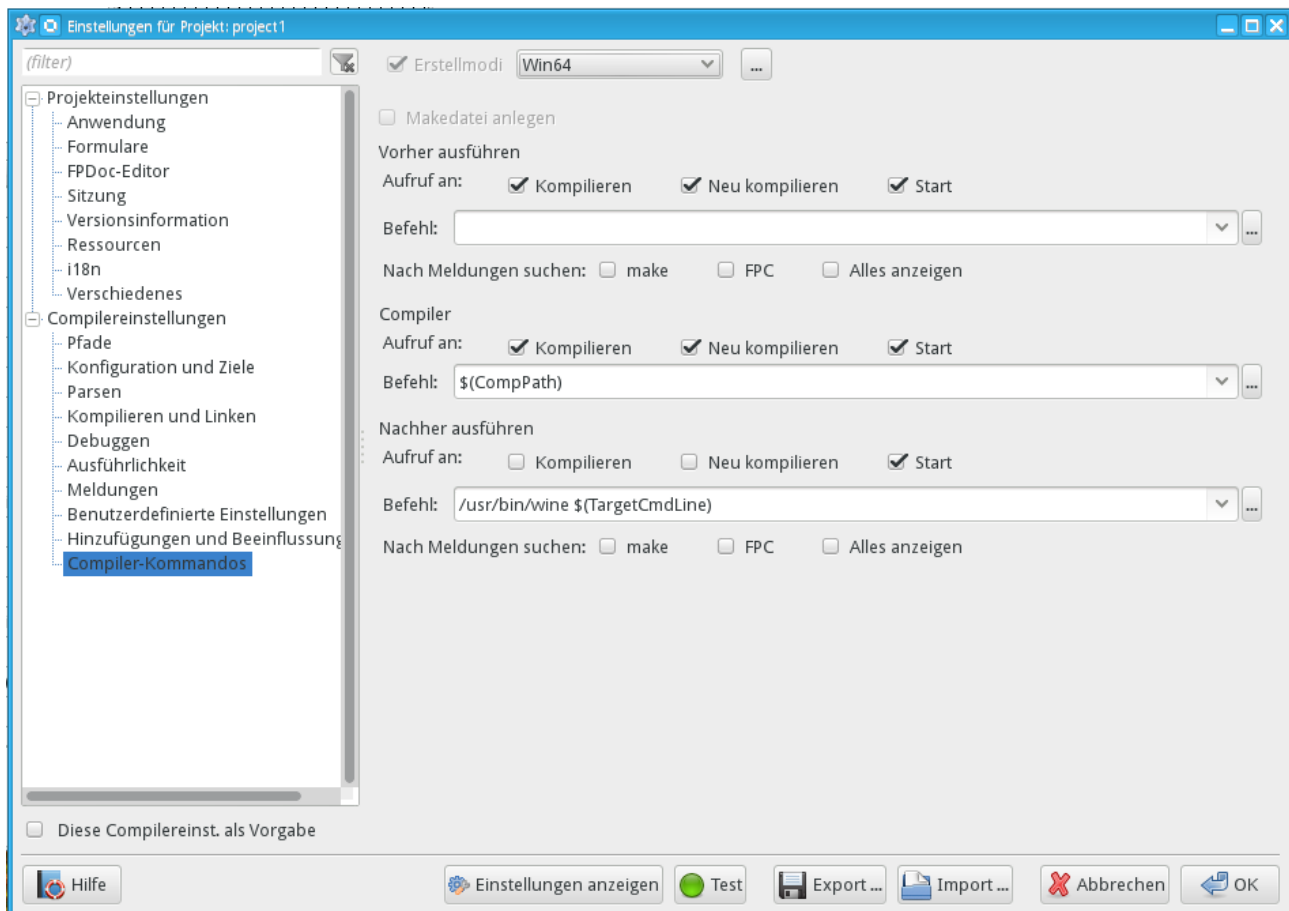 Einstellungen für Projekt: project1
(filter)
Projekteinstellungen
Anwendung
Formulare
FPDoc-Editor
Sitzung
Versionsinformation
Ressourcen
i18n
Verschiedenes
Compilereinstellungen
Pfade
Konfiguration und Ziele
Parsen
Kompilieren und Linken
Debuggen
Ausführlichkeit
Meldungen
Benutzerdefinierte Einstellungen
Hinzufügungen und Beeinflussung
Compiler-Kommandos
Diese Compilereinst. als Vorgabe
Erstellmodi Win64 ...
Makedatei anlegen
Vorher ausführen
Aufruf an: Kompilieren Neu kompilieren Start
Befehl: ...
Nach Meldungen suchen: make FPC Alles anzeigen
Compiler
Aufruf an: Kompilieren Neu kompilieren Start
Befehl: $(CompPath) ...
Nachher ausführen
Aufruf an: Kompilieren Neu kompilieren Start
Befehl: /usr/bin/wine $(TargetCmdLine) ...
Nach Meldungen suchen: make FPC Alles anzeigen
Hilfe Einstellungen anzeigen Test Export ... Import ... Abbrechen OK